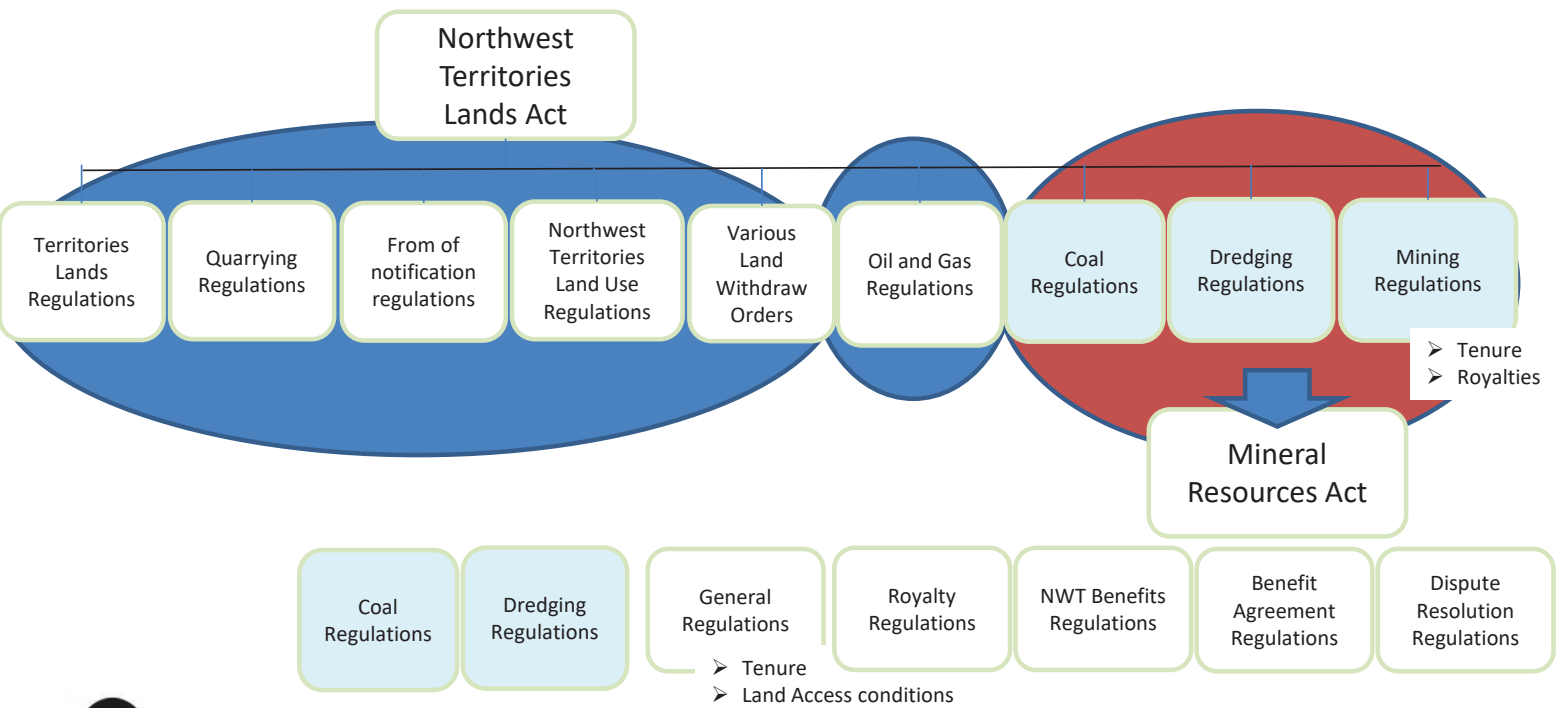 Northwest
Territories
Lands Act
Territories
Lands
Regulations
Quarrying
Regulations
From of
notification
regulations
Northwest
Territories
Land Use
Regulations
Various
Land
Withdraw
Orders
Oil and Gas
Regulations
Coal
Regulations
Dredging
Regulations
Mining
Regulations
➢ Tenure
➢ Royalties
Mineral
Resources Act
Coal
Regulations
Dredging
Regulations
General
Regulations
➢ Tenure
➢ Land Access conditions
Royalty
Regulations
NWT Benefits
Regulations
Benefit
Agreement
Regulations
Dispute
Resolution
Regulations